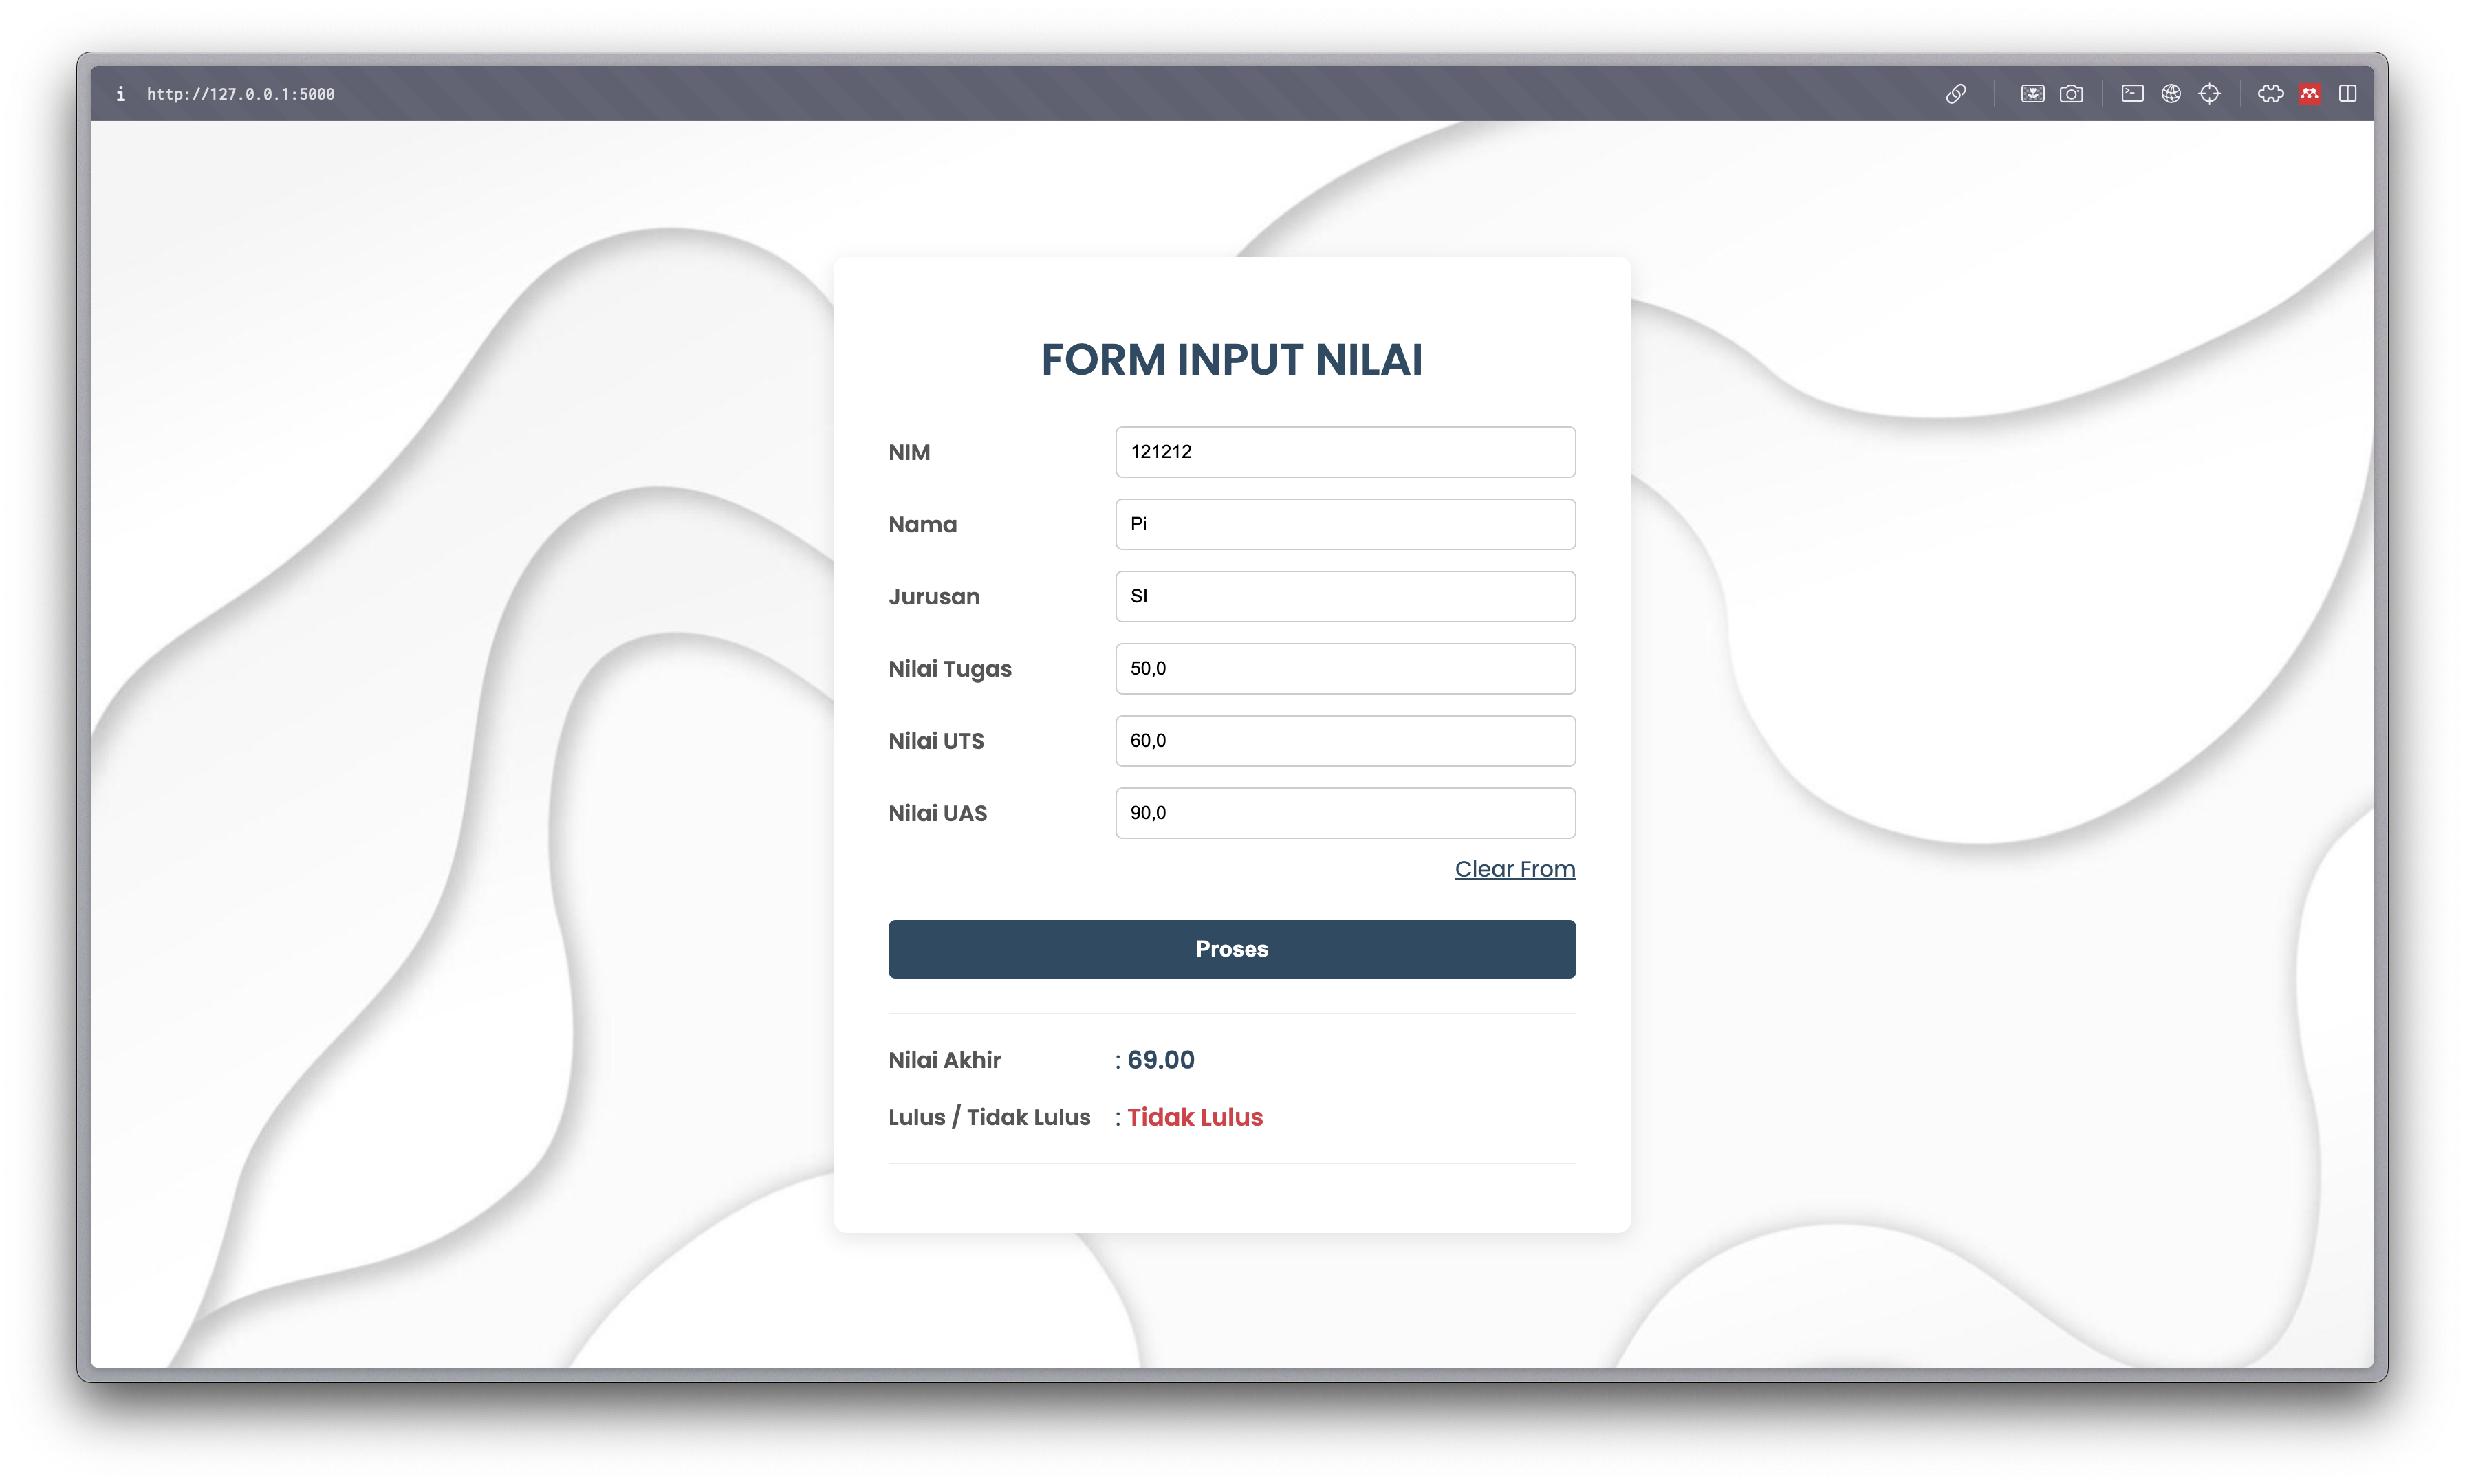 i http://127.0.0.1:5000
FORM INPUT NILAI
NIM 121212
Nama Pi
Jurusan SI
Nilai Tugas 50,0
Nilai UTS 60,0
Nilai UAS 90,0
Clear From
Proses
Nilai Akhir : 69.00
Lulus / Tidak Lulus : Tidak Lulus